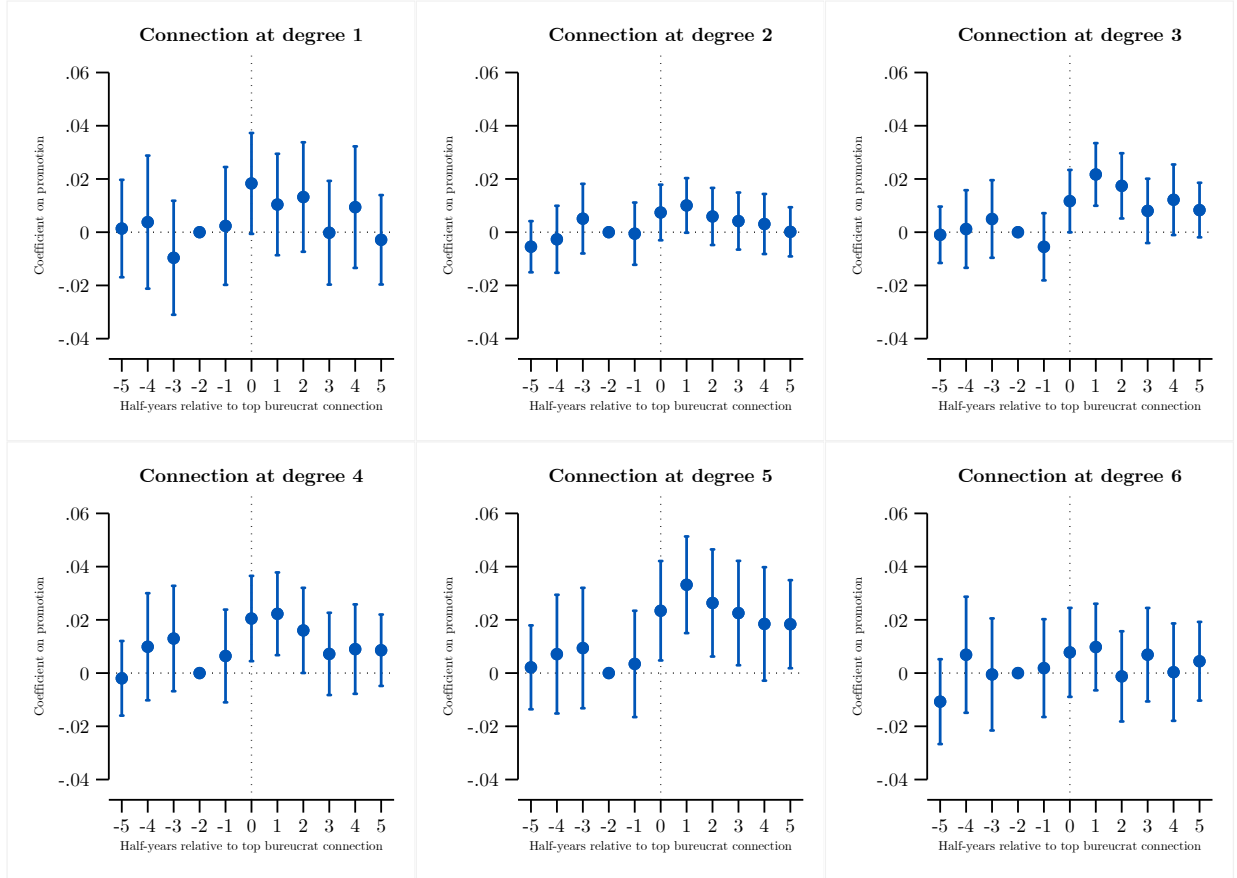 Connection at degree 1
.06
.04
.02
0
-.02
-.04
Coefficient on promotion
-5 -4 -3 -2 -1 0 1 2 3 4 5
Half-years relative to top bureucrat connection
Connection at degree 2
.06
.04
.02
0
-.02
-.04
Coefficient on promotion
-5 -4 -3 -2 -1 0 1 2 3 4 5
Half-years relative to top bureucrat connection
Connection at degree 3
.06
.04
.02
0
-.02
-.04
Coefficient on promotion
-5 -4 -3 -2 -1 0 1 2 3 4 5
Half-years relative to top bureucrat connection
Connection at degree 4
.06
.04
.02
0
-.02
-.04
Coefficient on promotion
-5 -4 -3 -2 -1 0 1 2 3 4 5
Half-years relative to top bureucrat connection
Connection at degree 5
.06
.04
.02
0
-.02
-.04
Coefficient on promotion
-5 -4 -3 -2 -1 0 1 2 3 4 5
Half-years relative to top bureucrat connection
Connection at degree 6
.06
.04
.02
0
-.02
-.04
Coefficient on promotion
-5 -4 -3 -2 -1 0 1 2 3 4 5
Half-years relative to top bureucrat connection